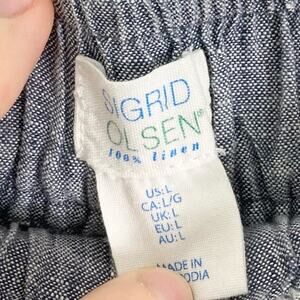 SIGRID
OLSEN®
100% linen
US:L
CA:L/G
UK:L
EU:L
AU:L
MADE IN